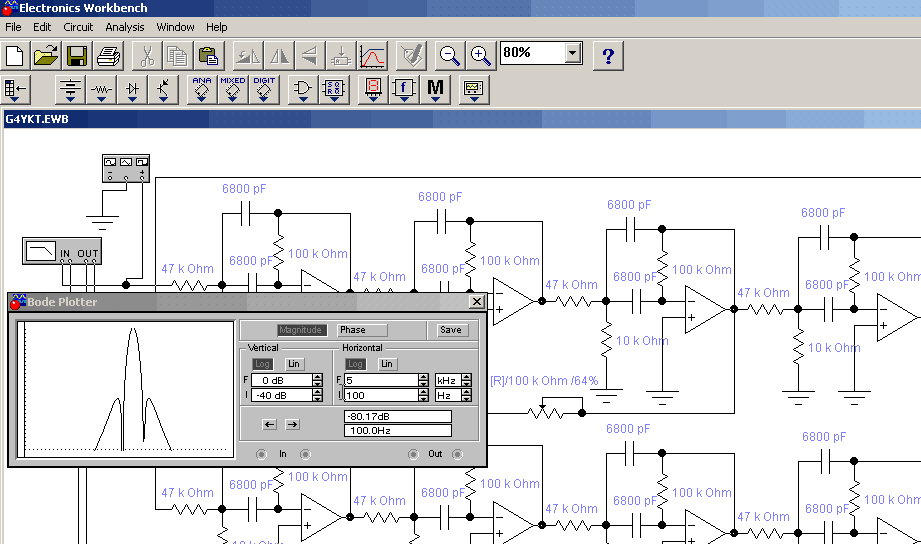 Electronics Workbench
File Edit Circuit Analysis Window Help
80%
?
ANA MIXED DIGIT
f M
G4YKT.EWB
6800 pF
6800 pF
6800 pF
6800 pF
IN OUT
47 k Ohm
6800 pF
100 k Ohm
47 k Ohm
6800 pF
100 k Ohm
47 k Ohm
6800 pF
100 k Ohm
47 k Ohm
6800 pF
100 k Ohm
10 k Ohm
10 k Ohm
Bode Plotter
Magnitude Phase Save
Vertical Horizontal
Log Lin Log Lin
F 0 dB F 5 kHz
I -40 dB I 100 Hz
-80.17dB
100.0Hz
In Out
[R]/100 k Ohm /64%
6800 pF
6800 pF
47 k Ohm
6800 pF
100 k Ohm
47 k Ohm
6800 pF
100 k Ohm
47 k Ohm
6800 pF
100 k Ohm
47 k Ohm
6800 pF
100 k Ohm